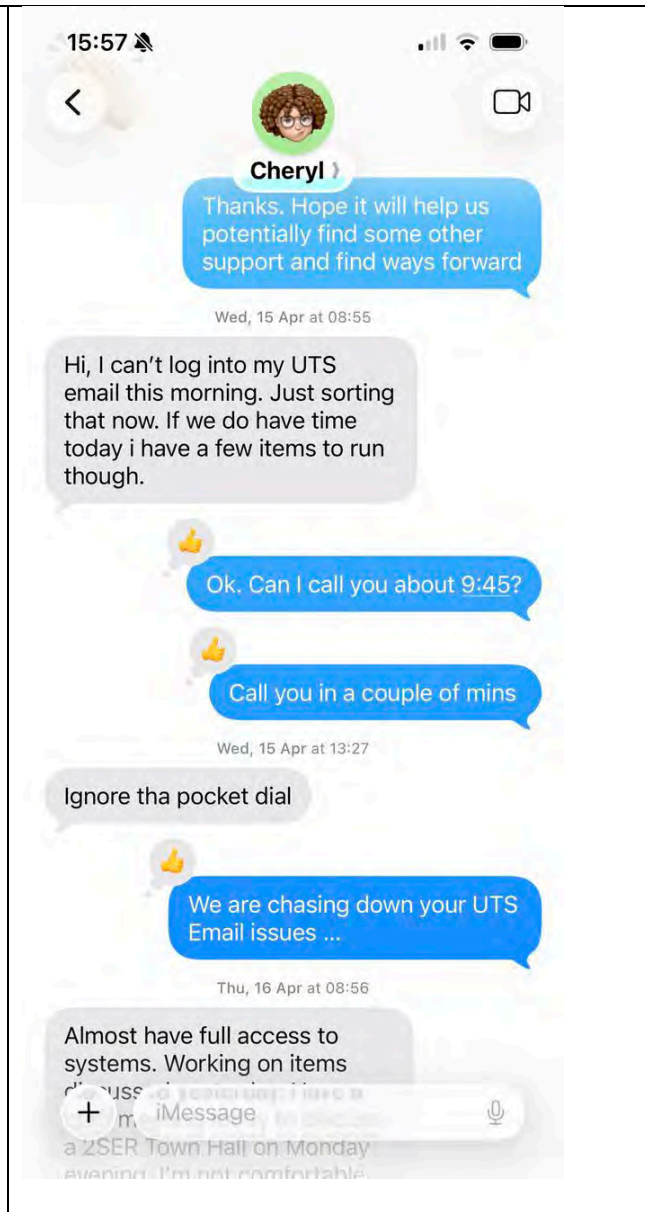 15:57
Cheryl
Thanks. Hope it will help us
potentially find some other
support and find ways forward
Wed, 15 Apr at 08:55
Hi, I can't log into my UTS
email this morning. Just sorting
that now. If we do have time
today i have a few items to run
though.
Ok. Can I call you about 9:45?
Call you in a couple of mins
Wed, 15 Apr at 13:27
Ignore tha pocket dial
We are chasing down your UTS
Email issues ...
Thu, 16 Apr at 08:56
Almost have full access to
systems. Working on items
iMessage
a 2SER Town Hall on Monday
evening. I'm not comfortable